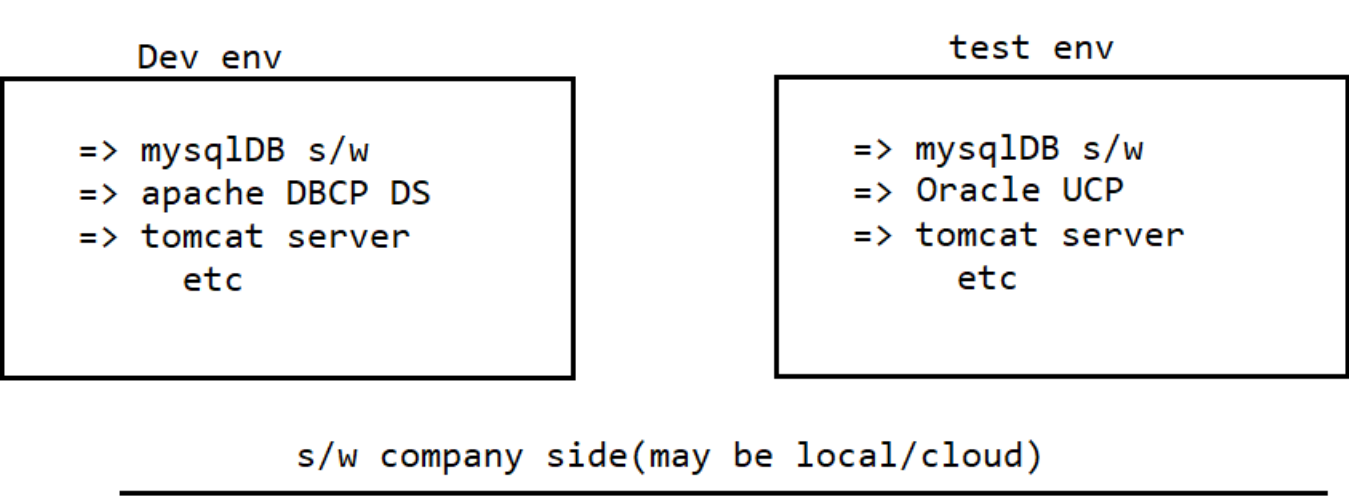 Dev env
=> mysqlDB s/w
=> apache DBCP DS
=> tomcat server
etc
test env
=> mysqlDB s/w
=> Oracle UCP
=> tomcat server
etc
s/w company side(may be local/cloud)